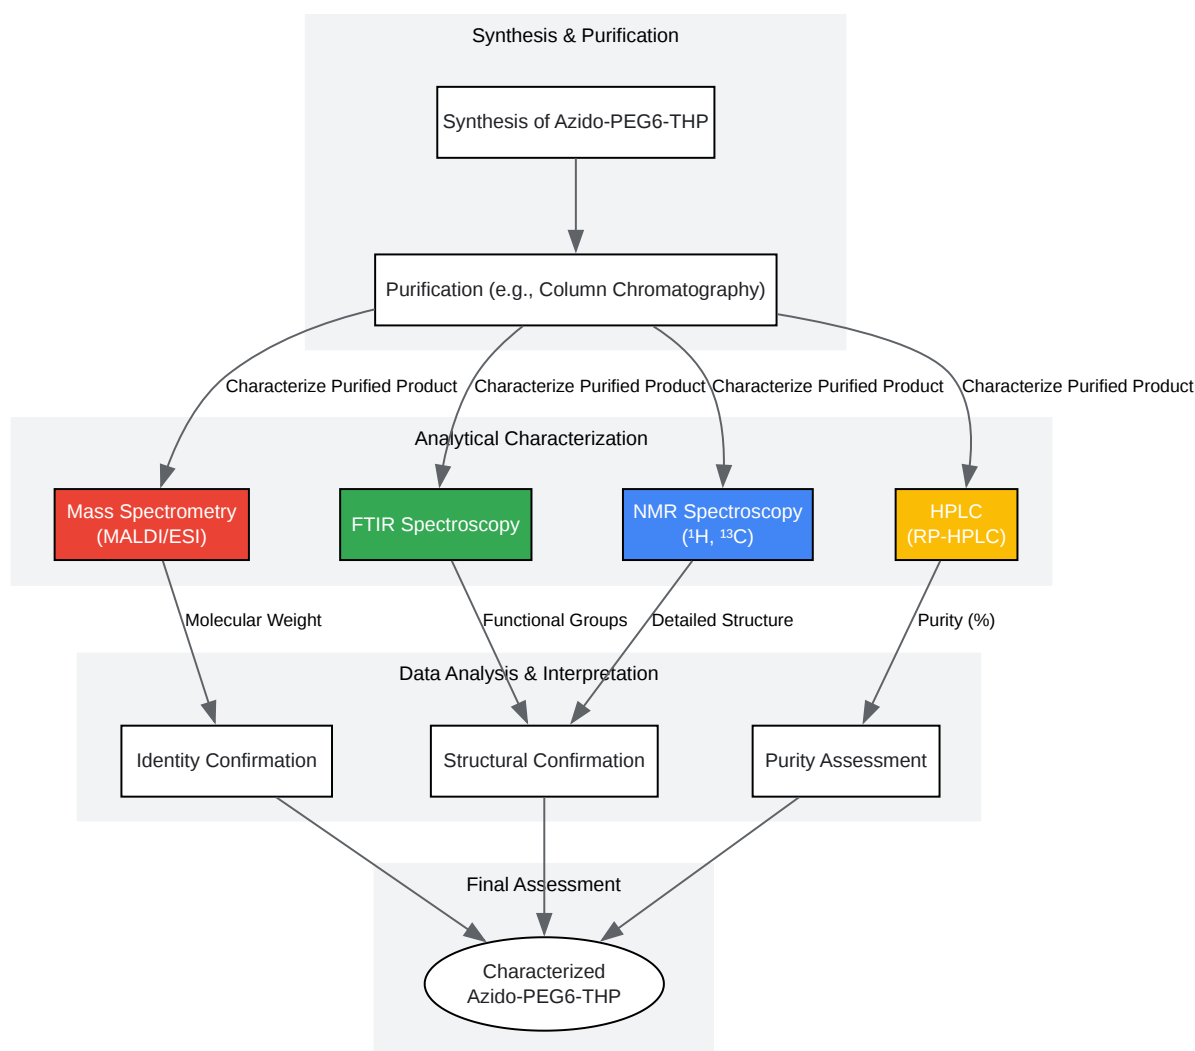 Synthesis & Purification
Synthesis of Azido-PEG6-THP
Purification (e.g., Column Chromatography)
Characterize Purified Product
Characterize Purified Product
Characterize Purified Product
Characterize Purified Product
Analytical Characterization
Mass Spectrometry
(MALDI/ESI)
FTIR Spectroscopy
NMR Spectroscopy
(¹H, ¹³C)
HPLC
(RP-HPLC)
Molecular Weight
Functional Groups
Detailed Structure
Purity (%)
Data Analysis & Interpretation
Identity Confirmation
Structural Confirmation
Purity Assessment
Final Assessment
Characterized
Azido-PEG6-THP